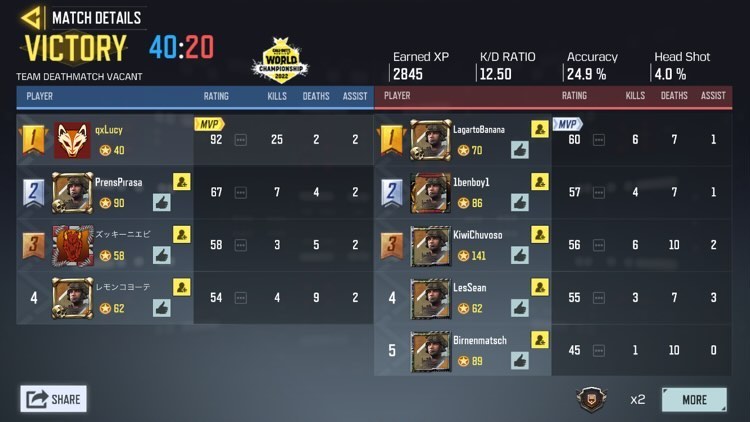 MATCH DETAILS
VICTORY 40:20
TEAM DEATHMATCH VACANT
WORLD
CHAMPIONSHIP
2022
Earned XP K/D RATIO Accuracy Head Shot
2845 12.50 24.9 % 4.0 %
PLAYER RATING KILLS DEATHS ASSIST
1 qxLucy 40 MVP 92 25 2 2
2 PrensPırasa 90 67 7 4 2
3 ズッキーニエビ 58 58 3 5 2
4 レモンコヨーテ 62 54 4 9 2
PLAYER RATING KILLS DEATHS ASSIST
1 LagartoBanana 70 MVP 60 6 7 1
2 1benboy1 86 57 4 7 1
3 KiwiChuvoso 141 56 6 10 2
4 LesSean 62 55 3 7 3
5 Birnenmatsch 89 45 1 10 0
SHARE
x2
MORE